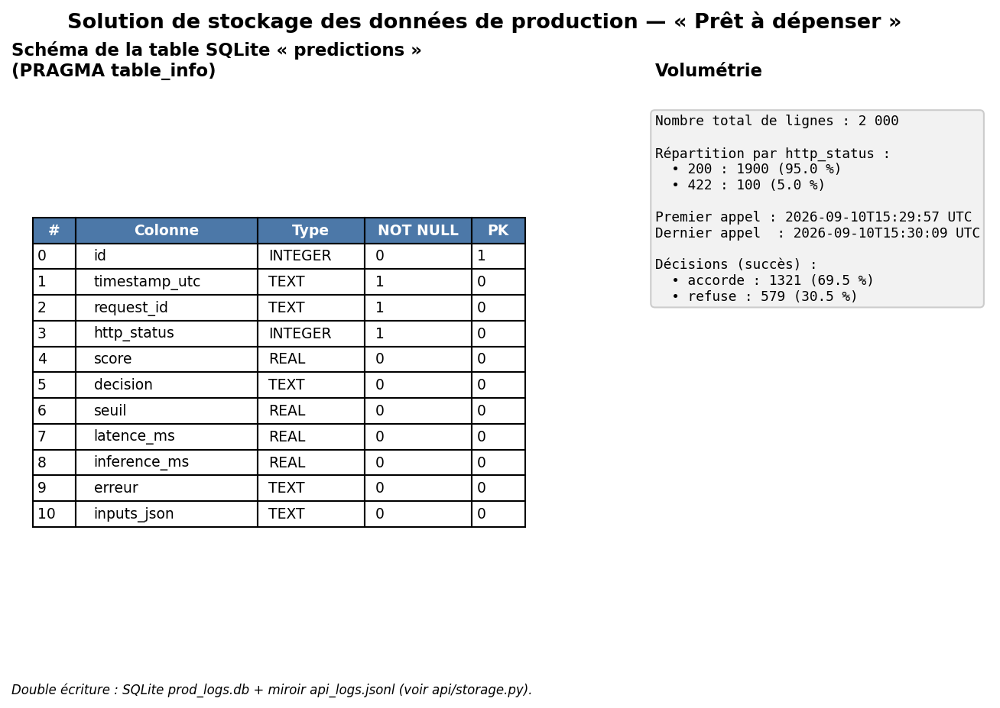 Solution de stockage des données de production — « Prêt à dépenser »
Schéma de la table SQLite « predictions »
(PRAGMA table_info)
# Colonne Type NOT NULL PK
0 id INTEGER 0 1
1 timestamp_utc TEXT 1 0
2 request_id TEXT 1 0
3 http_status INTEGER 1 0
4 score REAL 0 0
5 decision TEXT 0 0
6 seuil REAL 0 0
7 latence_ms REAL 0 0
8 inference_ms REAL 0 0
9 erreur TEXT 0 0
10 inputs_json TEXT 0 0
Volumétrie
Nombre total de lignes : 2 000
Répartition par http_status :
• 200 : 1900 (95.0 %)
• 422 : 100 (5.0 %)
Premier appel : 2026-09-10T15:29:57 UTC
Dernier appel  : 2026-09-10T15:30:09 UTC
Décisions (succès) :
• accorde : 1321 (69.5 %)
• refuse : 579 (30.5 %)
Double écriture : SQLite prod_logs.db + miroir api_logs.jsonl (voir api/storage.py).